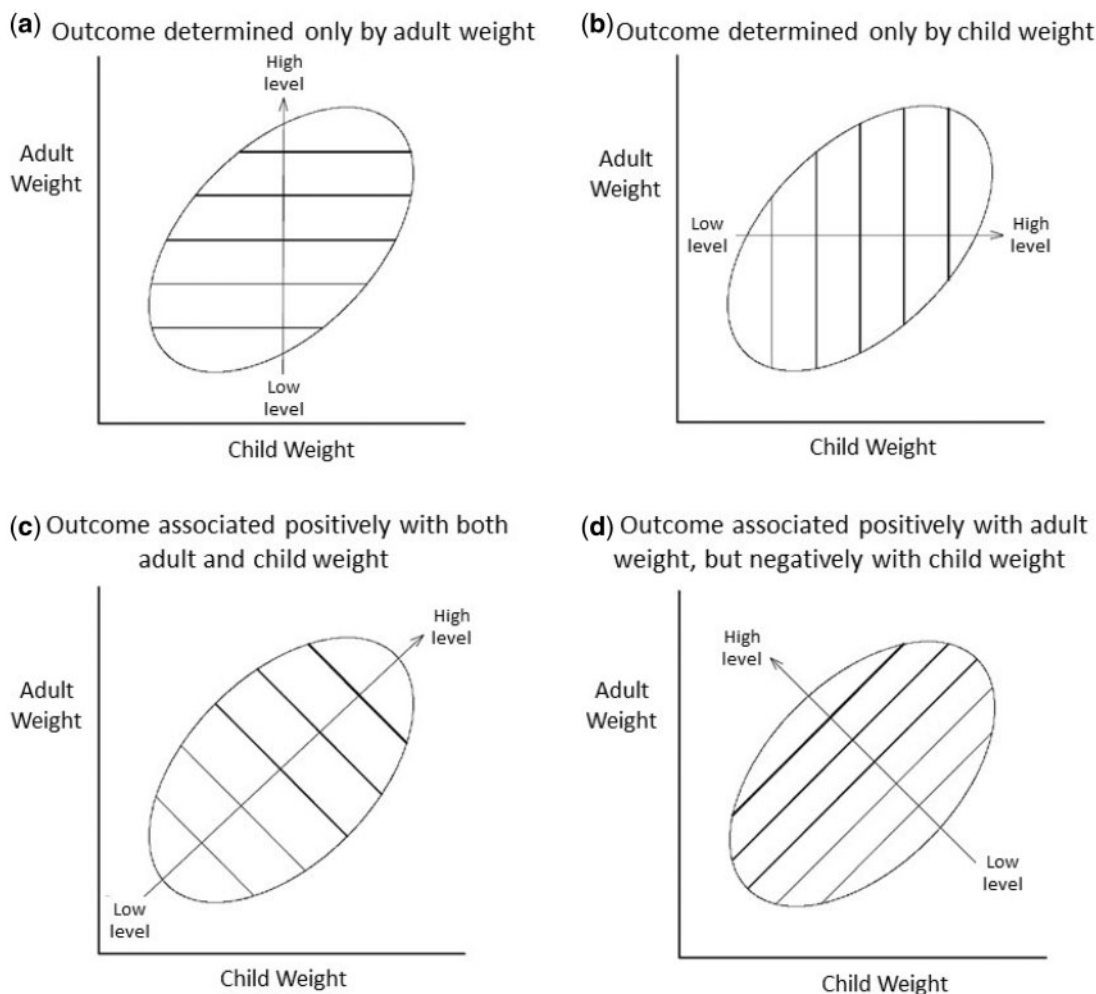 (a) Outcome determined only by adult weight
High
level
Adult
Weight
Low
level
Child Weight
(b) Outcome determined only by child weight
Adult
Weight
Low
level
High
level
Child Weight
(c) Outcome associated positively with both
adult and child weight
High
level
Adult
Weight
Low
level
Child Weight
(d) Outcome associated positively with adult
weight, but negatively with child weight
High
level
Adult
Weight
Low
level
Child Weight